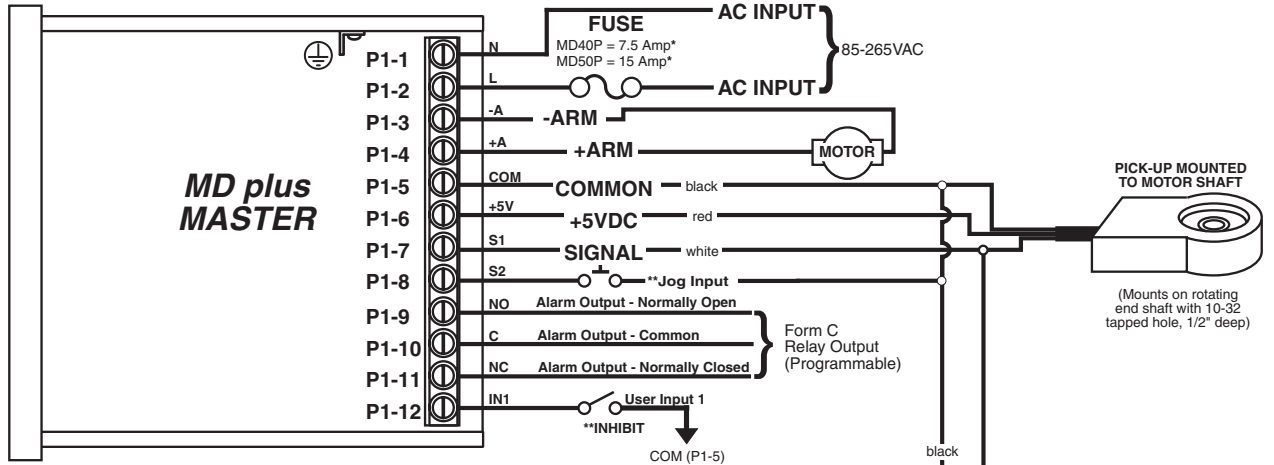 MD plus
MASTER
P1-1
P1-2
P1-3
P1-4
P1-5
P1-6
P1-7
P1-8
P1-9
P1-10
P1-11
P1-12
N
L
-A
+A
COM
+5V
S1
S2
NO
C
NC
IN1
FUSE
MD40P = 7.5 Amp*
MD50P = 15 Amp*
AC INPUT
AC INPUT
85-265VAC
-ARM
+ARM
MOTOR
COMMON
black
+5VDC
red
SIGNAL
white
**Jog Input
Alarm Output - Normally Open
Alarm Output - Common
Alarm Output - Normally Closed
Form C
Relay Output
(Programmable)
User Input 1
**INHIBIT
COM (P1-5)
black
PICK-UP MOUNTED
TO MOTOR SHAFT
(Mounts on rotating
end shaft with 10-32
tapped hole, 1/2" deep)